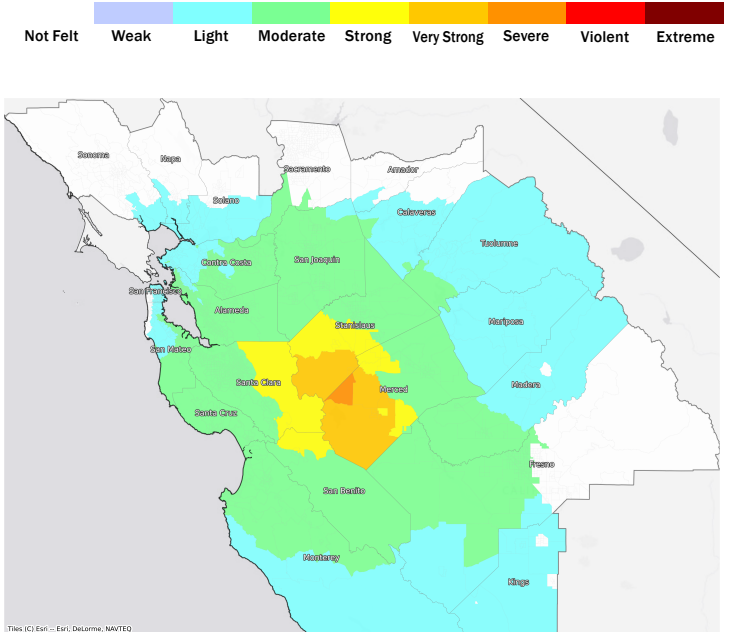 Not Felt Weak Light Moderate Strong Very Strong Severe Violent Extreme
Sonoma
Napa
Sacramento
Amador
Solano
Calaveras
Tuolumne
Contra Costa
San Joaquin
San Francisco
Alameda
Stanislaus
Mariposa
San Mateo
Santa Clara
Merced
Madera
Santa Cruz
Fresno
San Benito
Monterey
Kings
Tiles (C) Esri -- Esri, DeLorme, NAVTEQ